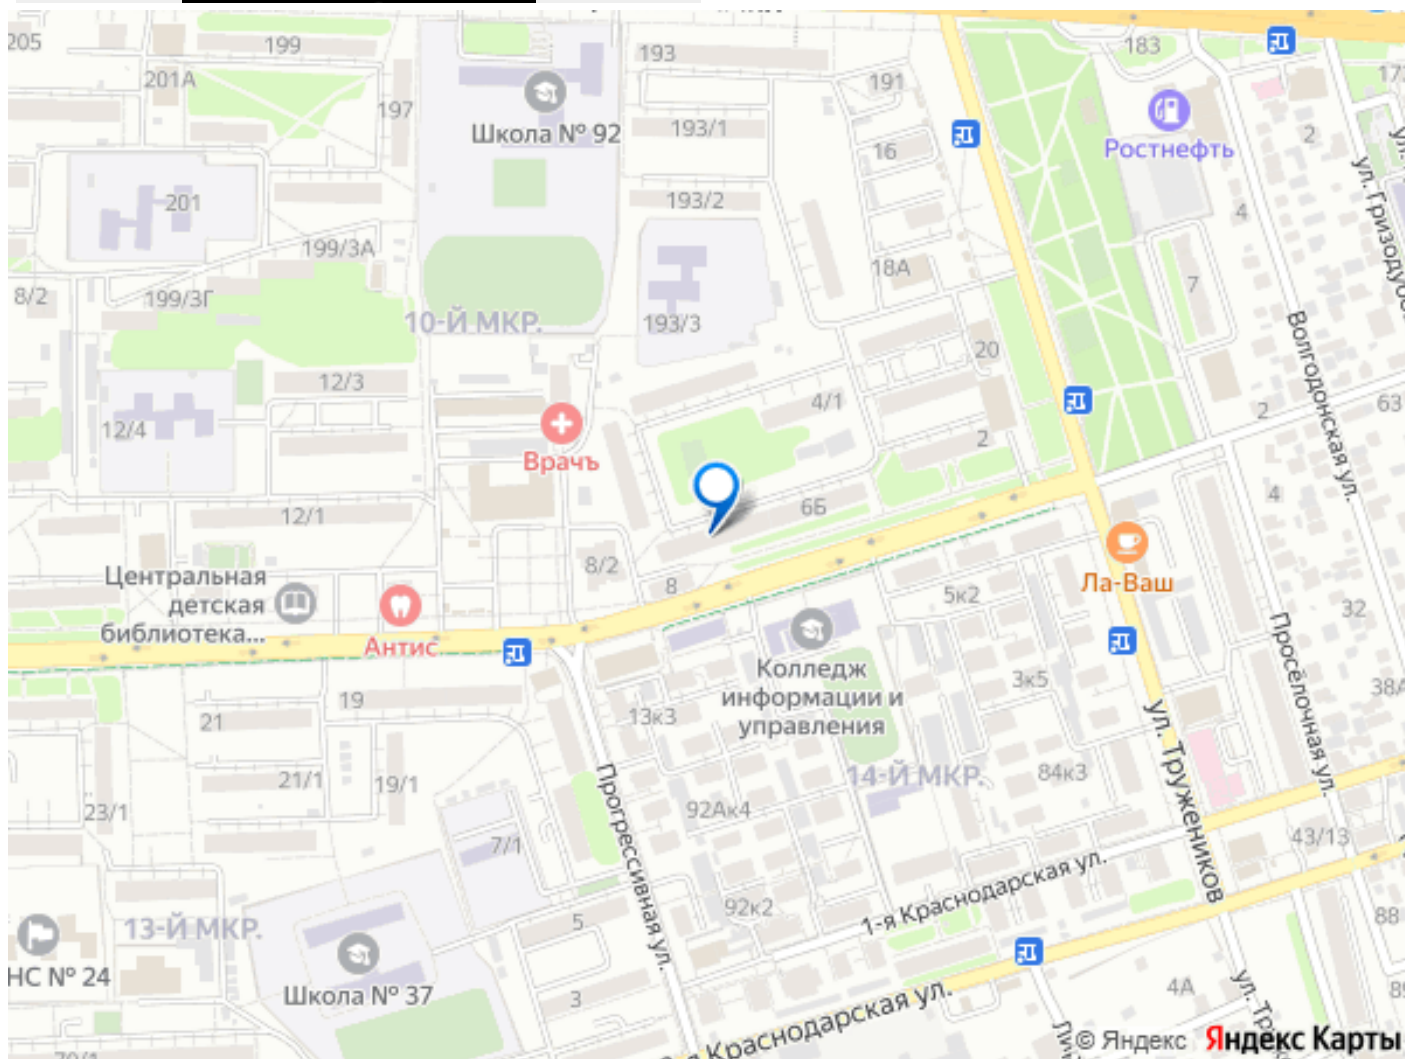 205
199
193
183
201А
197
191
Школа № 92
193/1
16
Ростнефть
2
201
193/2
4
ул. Гризодуб
199/3А
18А
7
8/2
199/3Г
10-Й МКР.
193/3
Волгодонская ул.
20
12/3
4/1
2
63
12/4
Врачъ
2
12/1
6Б
4
Центральная
детская
библиотека...
8/2
8
Ла-Ваш
5к2
32
Антис
Колледж
информации и
управления
Просёлочная ул.
3к5
38А
19
21
13к3
ул. Тружеников
21/1
19/1
14-Й МКР.
84к3
23/1
92Ак4
7/1
Прогрессивная ул.
43/13
1-я Краснодарская ул.
92к2
88
13-Й МКР.
5
НС № 24
Школа № 37
3
4А
я Краснодарская ул.
© Яндекс
Яндекс Карты